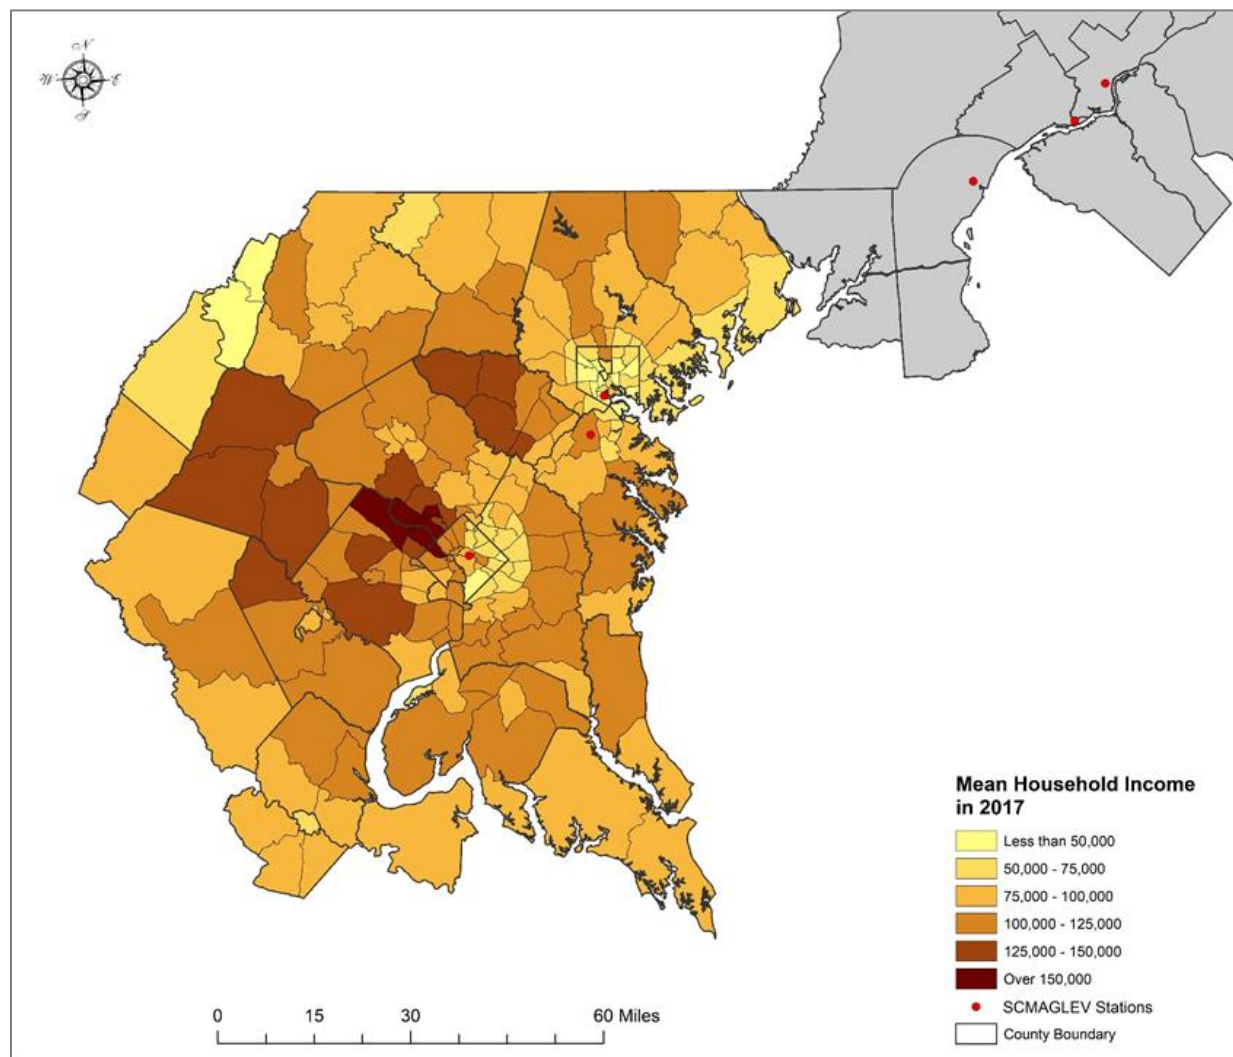 N
W E
S
Mean Household Income
in 2017
Less than 50,000
50,000 - 75,000
75,000 - 100,000
100,000 - 125,000
125,000 - 150,000
Over 150,000
SCMAGLEV Stations
County Boundary
0 15 30 60 Miles